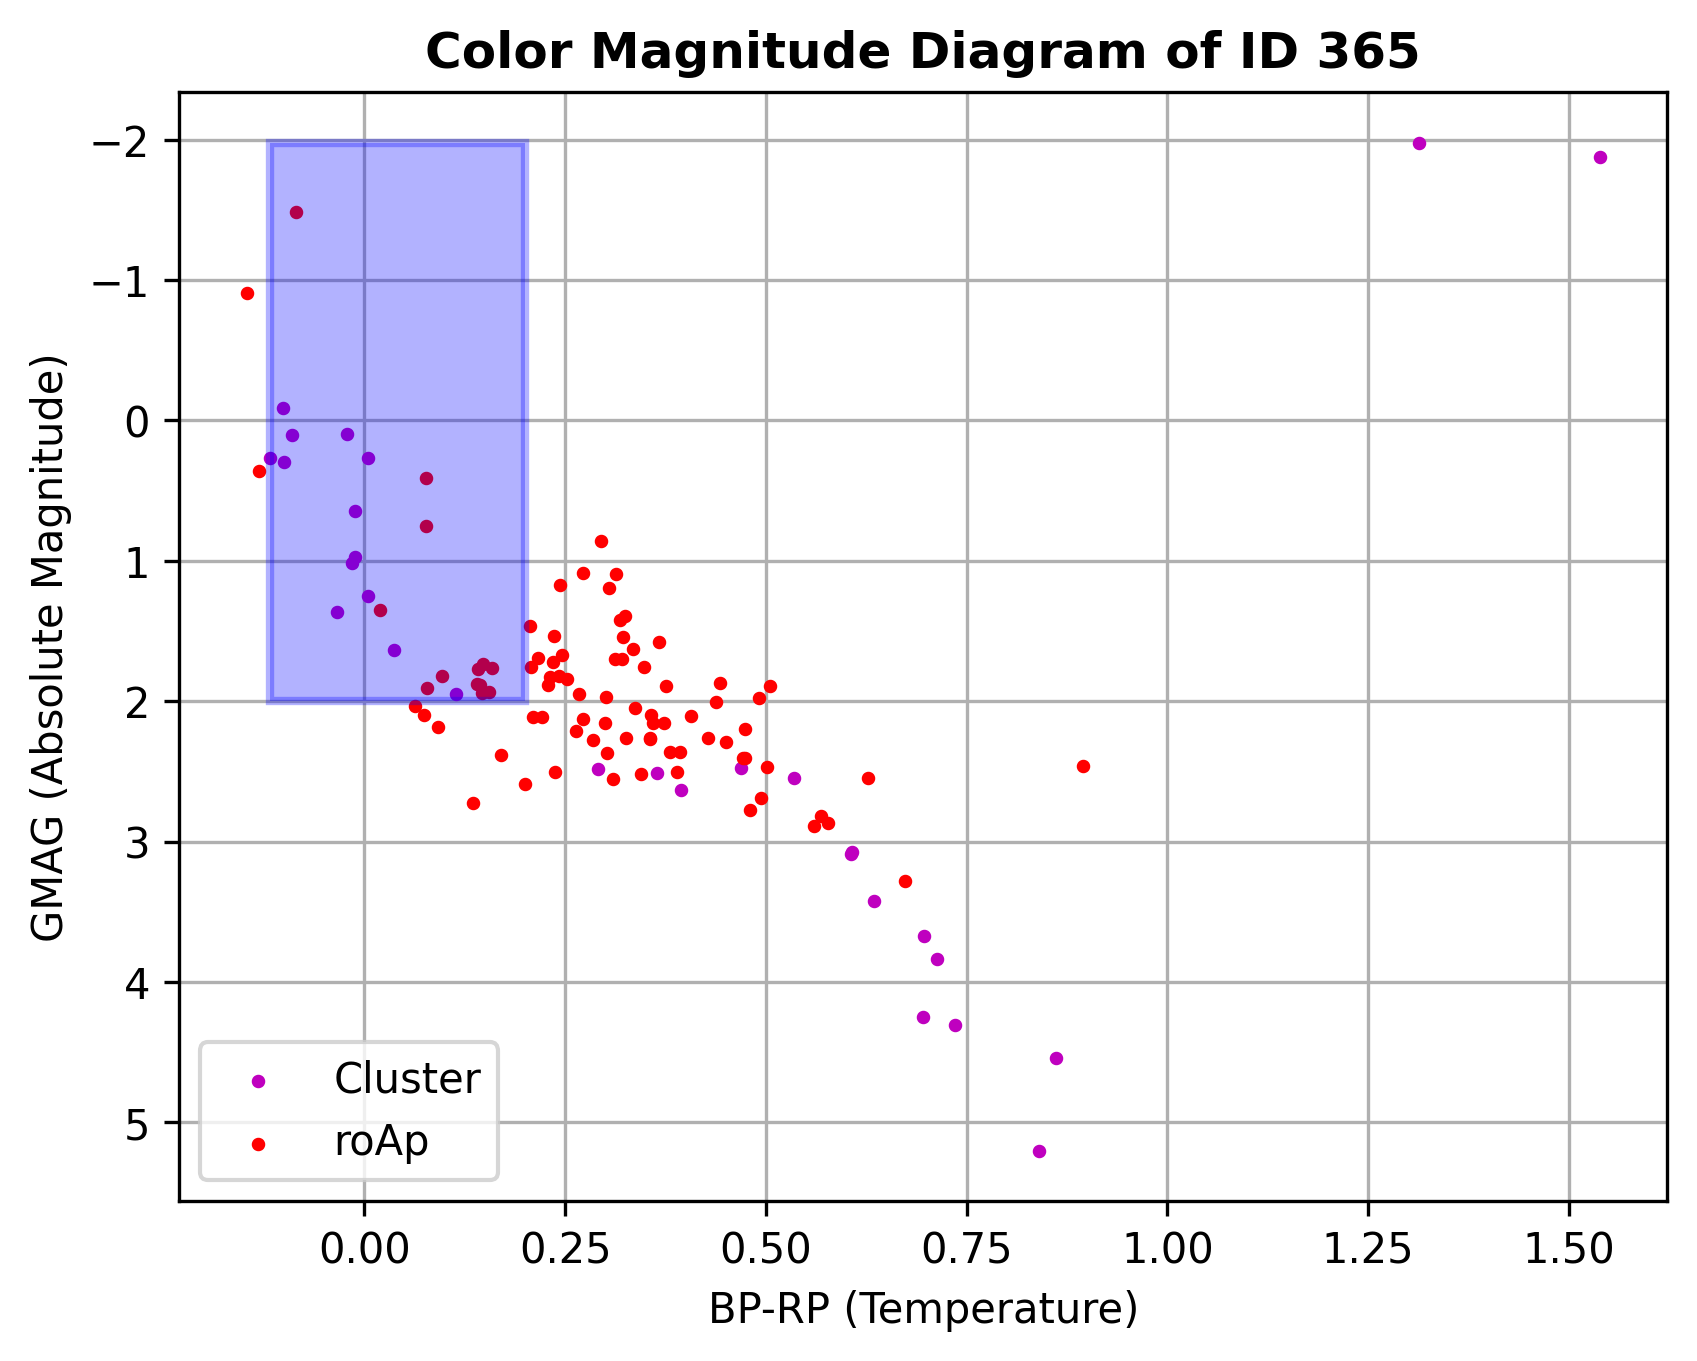 Color Magnitude Diagram of ID 365
GMAG (Absolute Magnitude)
−2
−1
0
1
2
3
4
5
Cluster
roAp
0.00 0.25 0.50 0.75 1.00 1.25 1.50
BP-RP (Temperature)